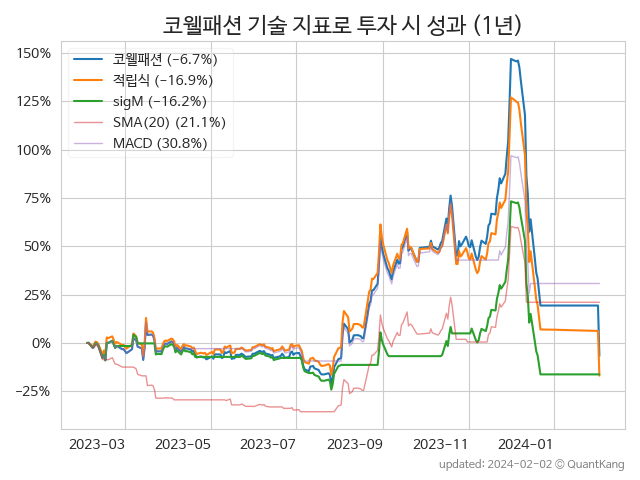 코웰패션 기술 지표로 투자 시 성과 (1년)
150%
125%
100%
75%
50%
25%
0%
−25%
코웰패션 (−6.7%)
적립식 (−16.9%)
sigM (−16.2%)
SMA(20) (21.1%)
MACD (30.8%)
2023-03
2023-05
2023-07
2023-09
2023-11
2024-01
updated: 2024-02-02 © QuantKang